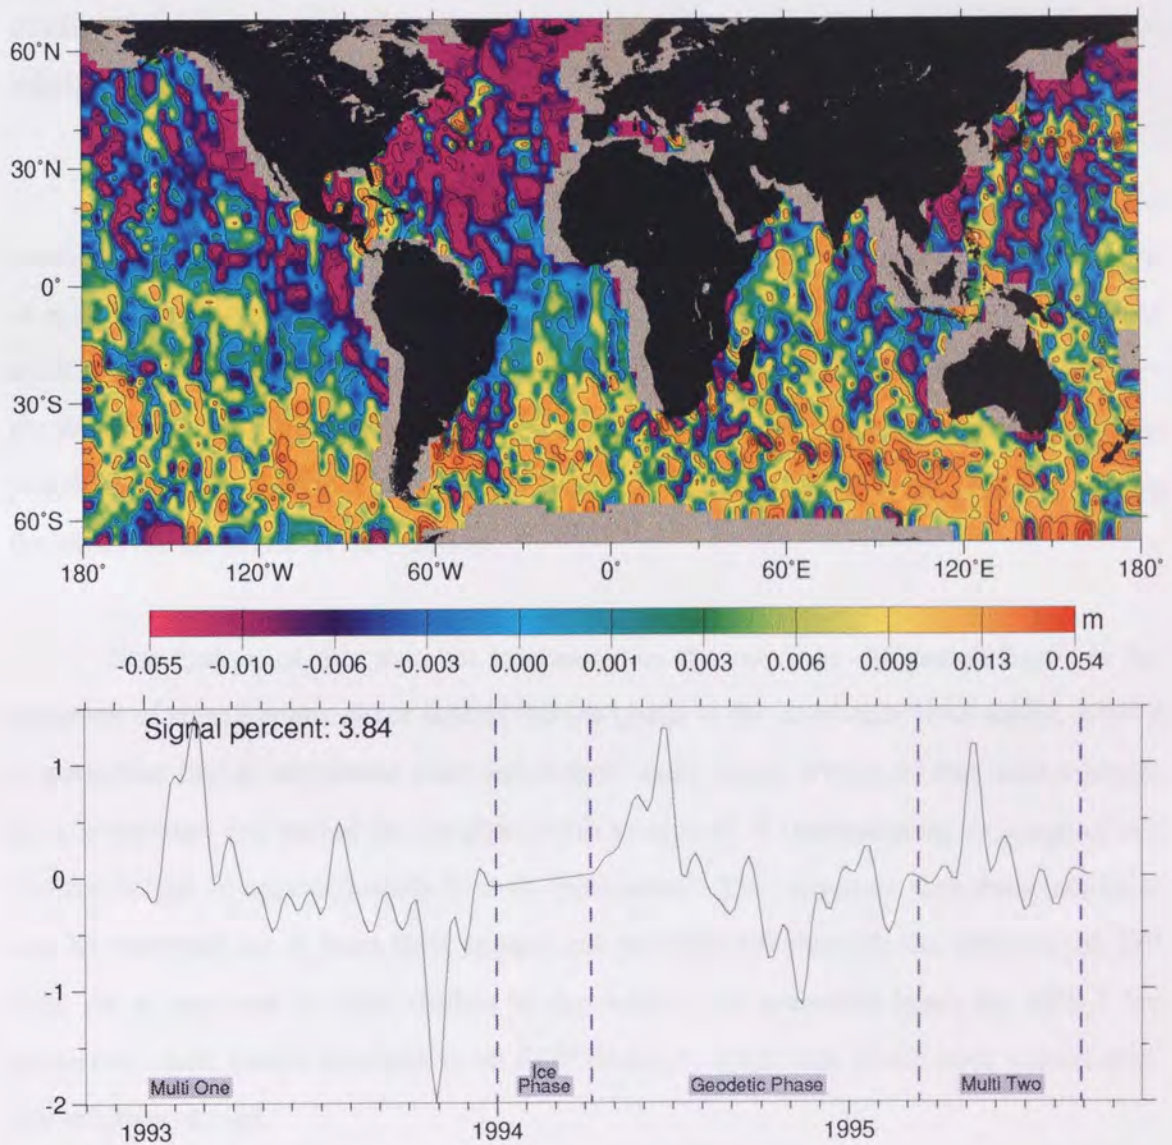 60°N
30°N
0°
30°S
60°S
180° 120°W 60°W 0° 60°E 120°E 180°
m
-0.055 -0.010 -0.006 -0.003 0.000 0.001 0.003 0.006 0.009 0.013 0.054
Signal percent: 3.84
1
0
-1
-2
Multi One
Ice
Phase
Geodetic Phase
Multi Two
1993 1994 1995